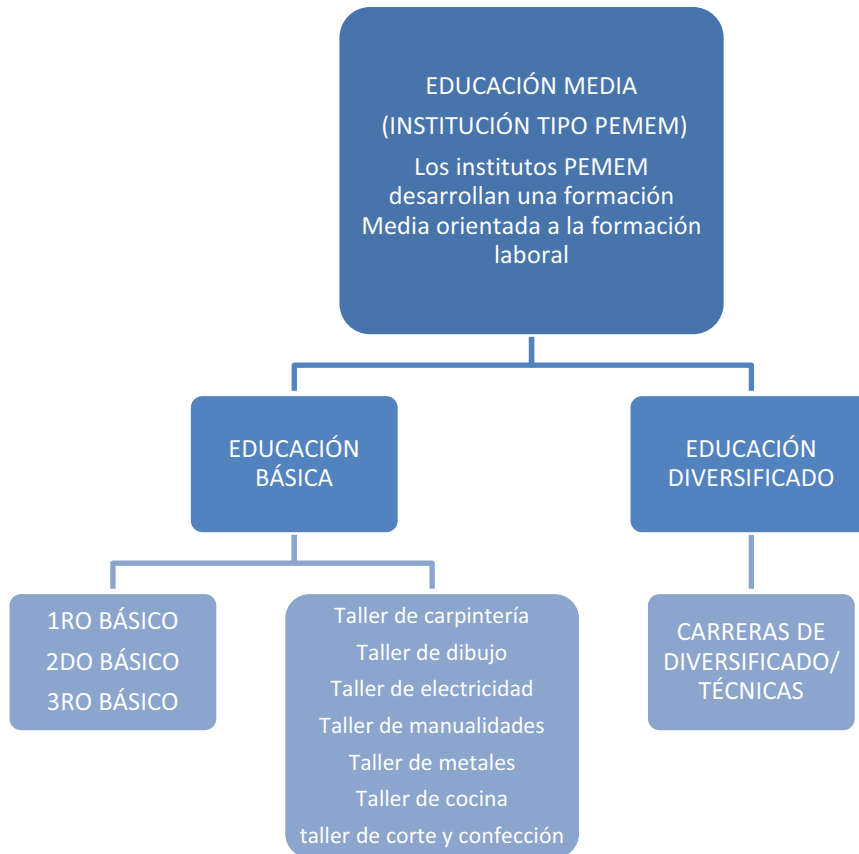 EDUCACIÓN MEDIA
(INSTITUCIÓN TIPO PEMEM)
Los institutos PEMEM
desarrollan una formación
Media orientada a la formación
laboral
EDUCACIÓN
BÁSICA
EDUCACIÓN
DIVERSIFICADO
1RO BÁSICO
2DO BÁSICO
3RO BÁSICO
Taller de carpintería
Taller de dibujo
Taller de electricidad
Taller de manualidades
Taller de metales
Taller de cocina
taller de corte y confección
CARRERAS DE
DIVERSIFICADO/
TÉCNICAS